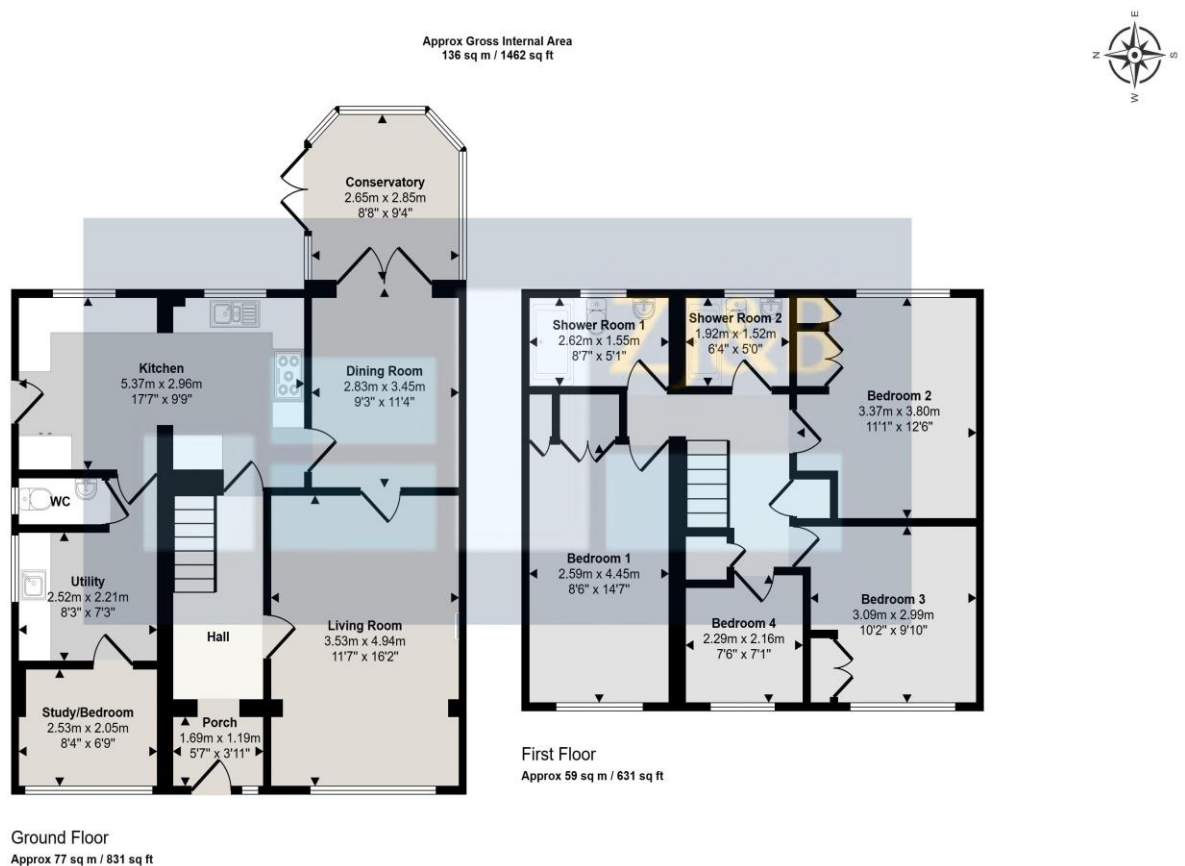 Approx Gross Internal Area
136 sq m / 1462 sq ft
E
N
S
W
Conservatory
2.65m x 2.85m
8'8" x 9'4"
Kitchen
5.37m x 2.96m
17'7" x 9'9"
Dining Room
2.83m x 3.45m
9'3" x 11'4"
WC
Utility
2.52m x 2.21m
8'3" x 7'3"
Hall
Living Room
3.53m x 4.94m
11'7" x 16'2"
Study/Bedroom
2.53m x 2.05m
8'4" x 6'9"
Porch
1.69m x 1.19m
5'7" x 3'11"
Ground Floor
Approx 77 sq m / 831 sq ft
ZJ&B
Shower Room 1
2.62m x 1.55m
8'7" x 5'1"
Shower Room 2
1.92m x 1.52m
6'4" x 5'0"
Bedroom 2
3.37m x 3.80m
11'1" x 12'6"
Bedroom 1
2.59m x 4.45m
8'6" x 14'7"
Bedroom 3
3.09m x 2.99m
10'2" x 9'10"
Bedroom 4
2.29m x 2.16m
7'6" x 7'1"
First Floor
Approx 59 sq m / 631 sq ft